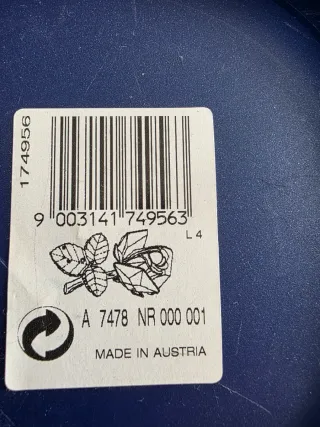 174956
9 003141 749563
L 4
A 7478 NR 000 001
MADE IN AUSTRIA